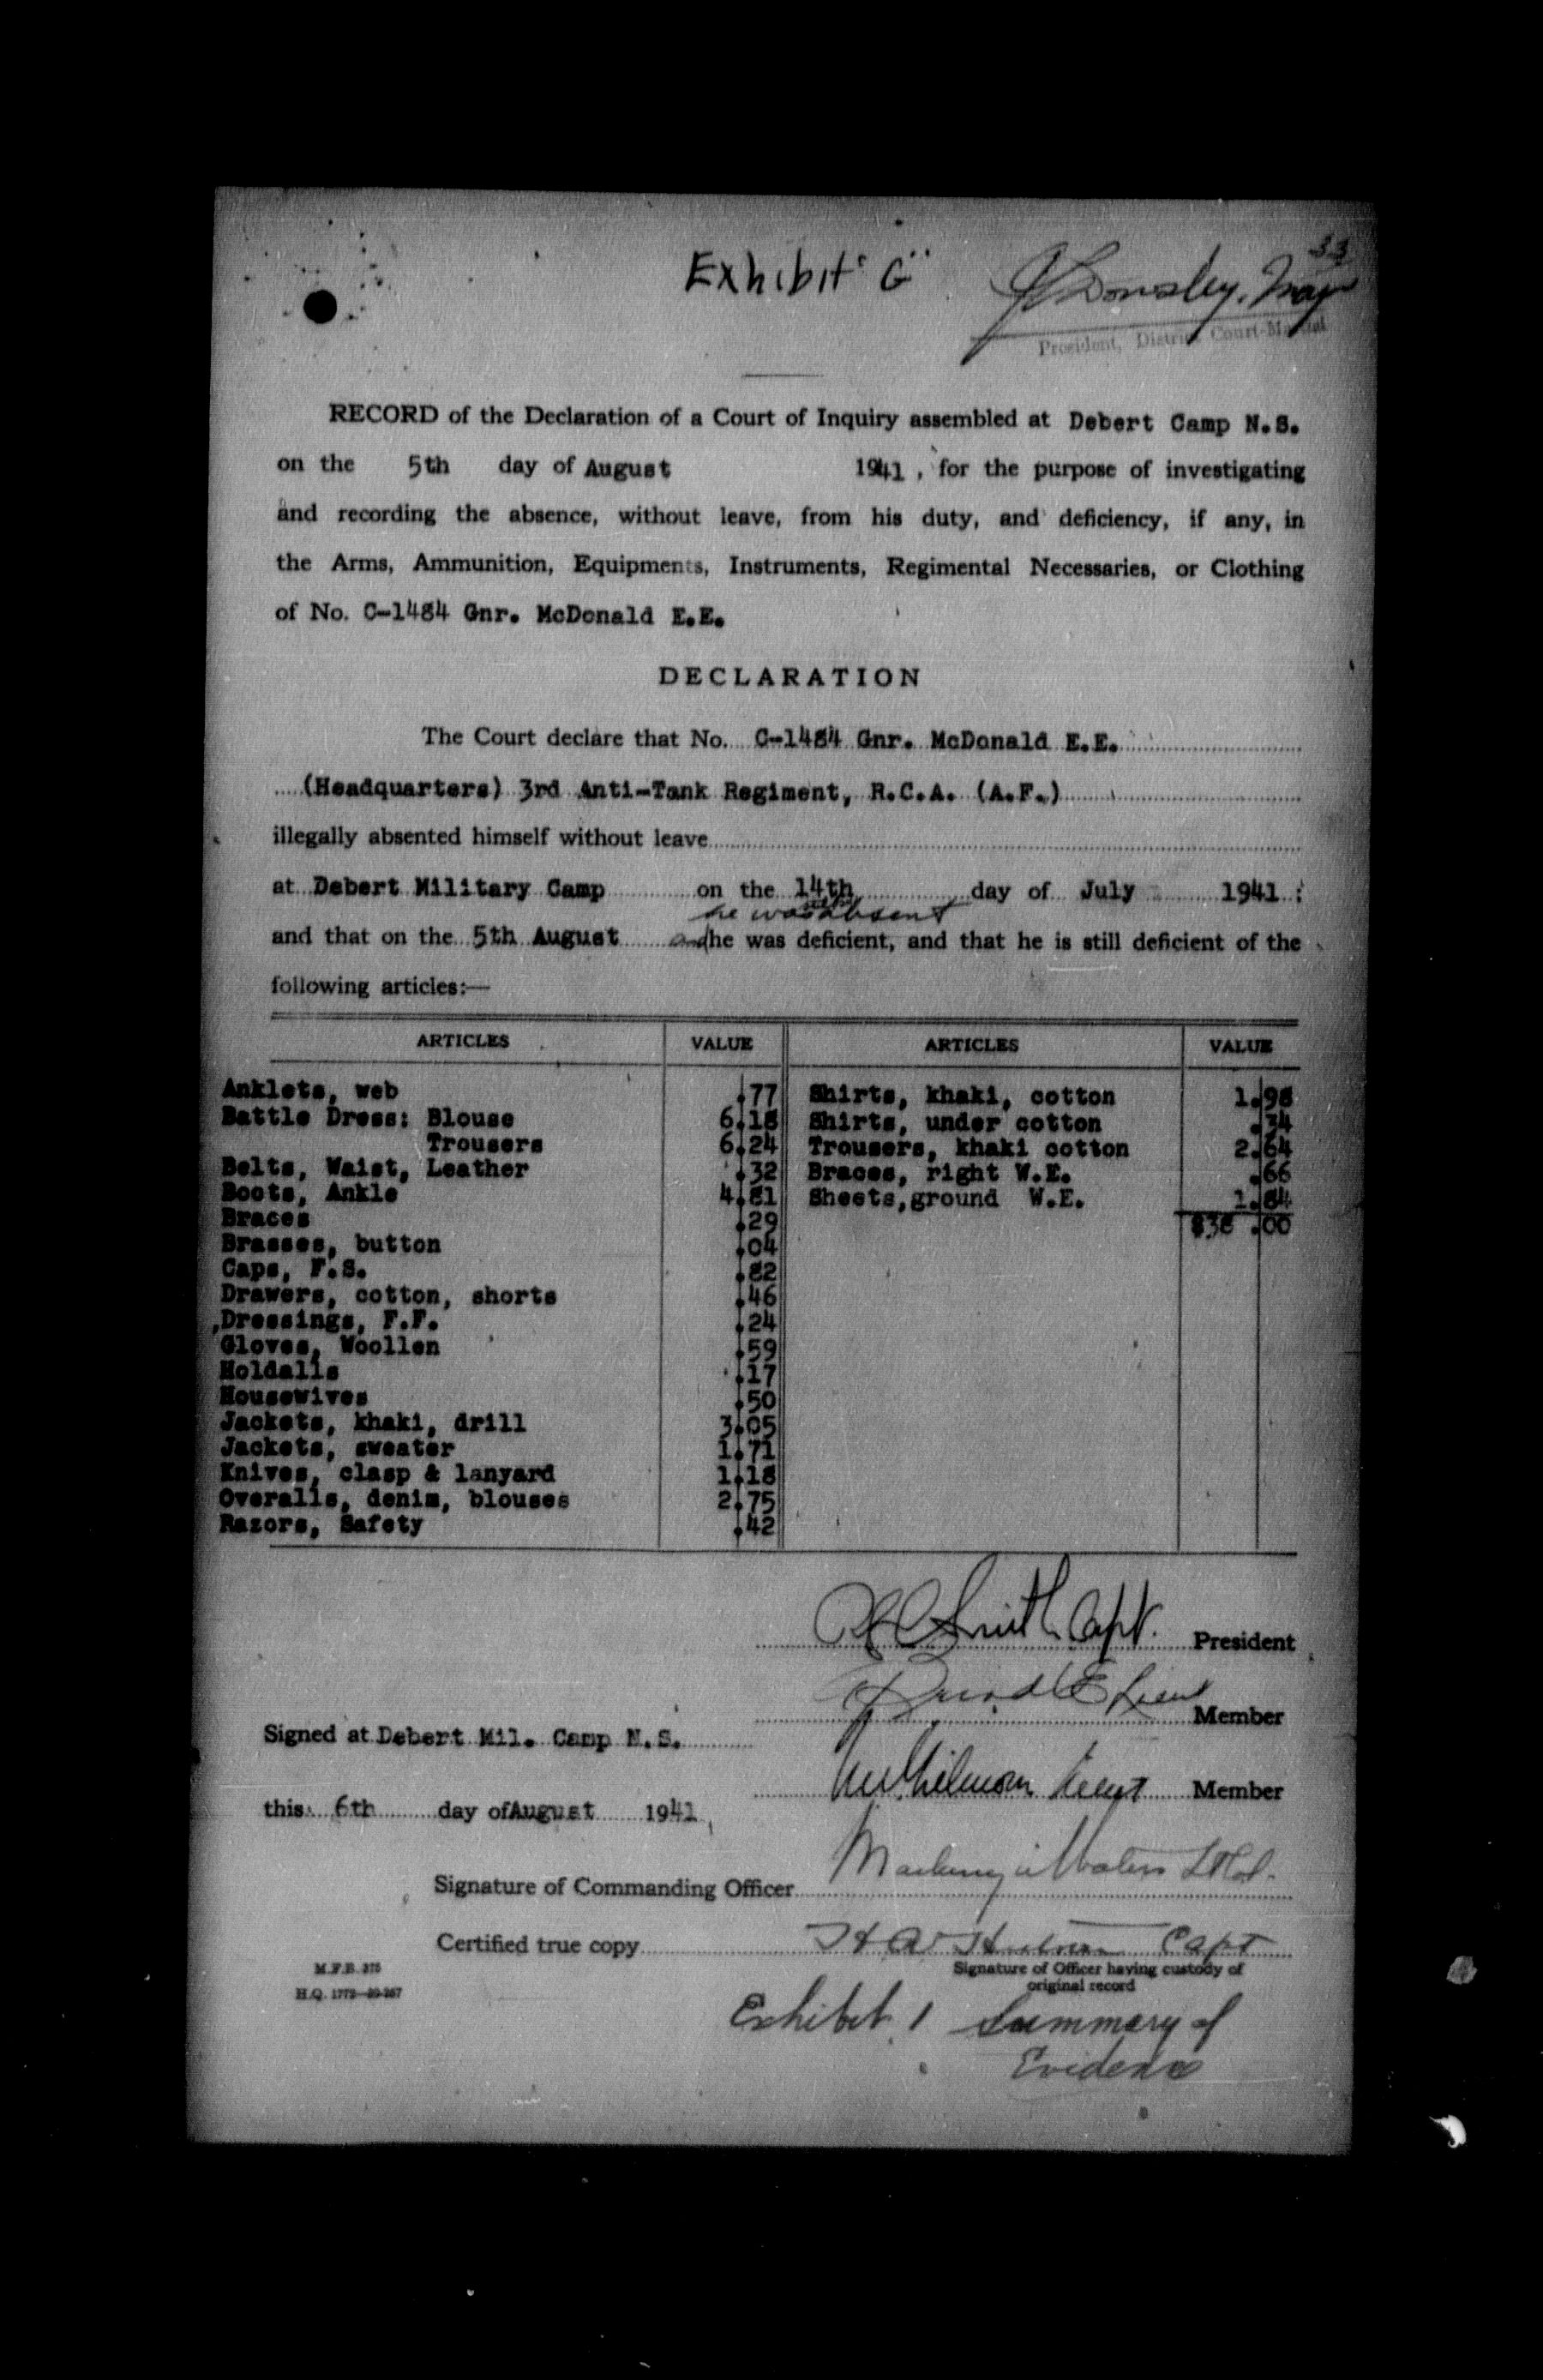 33
Exhibit "G"
President, District Court-Martial
RECORD of the Declaration of a Court of Inquiry assembled at Debert Camp N.S.
on the 5th day of August 1941, for the purpose of investigating
and recording the absence, without leave, from his duty, and deficiency, if any, in
the Arms, Ammunition, Equipments, Instruments, Regimental Necessaries, or Clothing
of No. C-1484 Gnr. McDonald E.E.
DECLARATION
The Court declare that No. C-1484 Gnr. McDonald E.E.
(Headquarters) 3rd Anti-Tank Regiment, R.C.A. (A.F.)
illegally absented himself without leave
at Debert Military Camp on the 14th day of July 1941 :
he was still absent
and that on the 5th August and he was deficient, and that he is still deficient of the
following articles:—
ARTICLES VALUE ARTICLES VALUE
Anklets, web .77 Shirts, khaki, cotton 1.98
Battle Dress: Blouse 6.18 Shirts, under cotton .34
Trousers 6.24 Trousers, khaki cotton 2.64
Belts, Waist, Leather .32 Braces, right W.E. .66
Boots, Ankle 4.81 Sheets,ground W.E. 1.84
Braces .29 $38.00
Brasses, button .04
Caps, F.S. .82
Drawers, cotton, shorts .46
Dressings, F.F. .24
Gloves, Woollen .59
Holdalls .17
Housewives .50
Jackets, khaki, drill 3.05
Jackets, sweater 1.71
Knives, clasp & lanyard 1.18
Overalls, denim, blouses 2.75
Razors, Safety .42
Smith Capt. President
Lieut Member
Signed at Debert Mil. Camp N.S.
Lieut Member
this 6th day of August 1941
Signature of Commanding Officer
Certified true copy Capt
Signature of Officer having custody of
original record
M.F.B. 375
H.Q. 1772-39-267
Exhibit 1 Summary of
Evidence